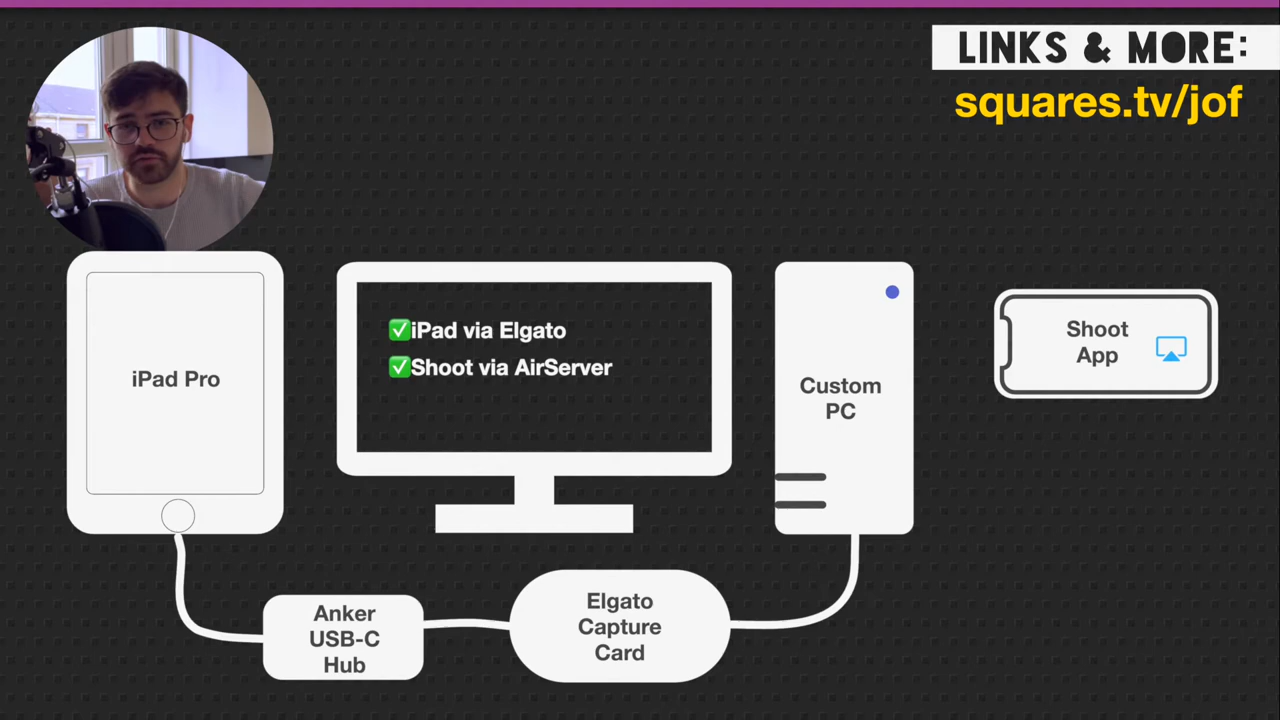 LINKS & MORE:
squares.tv/jof
iPad Pro
✅iPad via Elgato
✅Shoot via AirServer
Custom
PC
Shoot
App
Anker
USB-C
Hub
Elgato
Capture
Card